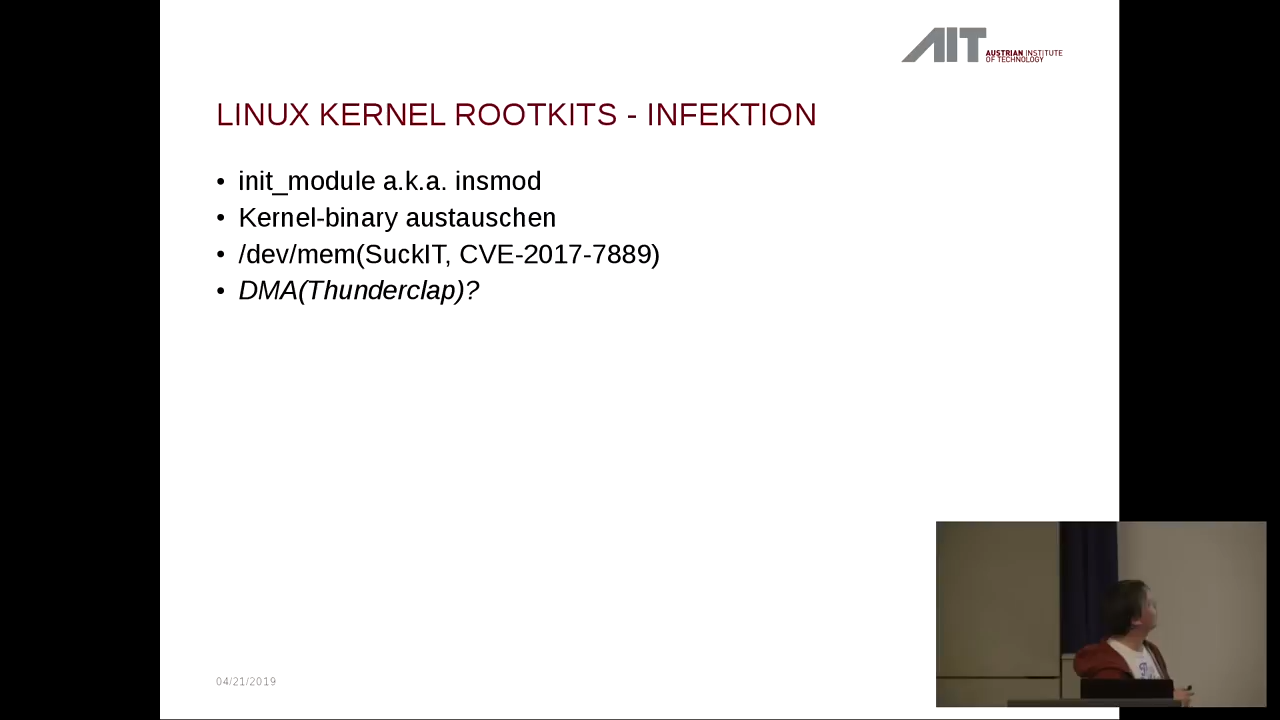 AIT AUSTRIAN INSTITUTE
OF TECHNOLOGY
LINUX KERNEL ROOTKITS - INFEKTION
• init_module a.k.a. insmod
• Kernel-binary austauschen
• /dev/mem(SuckIT, CVE-2017-7889)
• DMA(Thunderclap)?
04/21/2019